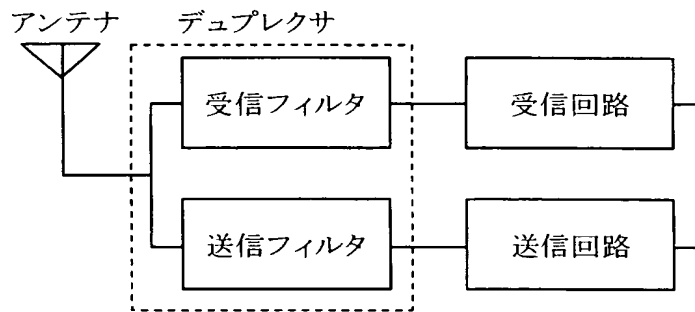 アンテナ
デュプレクサ
受信フィルタ
受信回路
送信フィルタ
送信回路